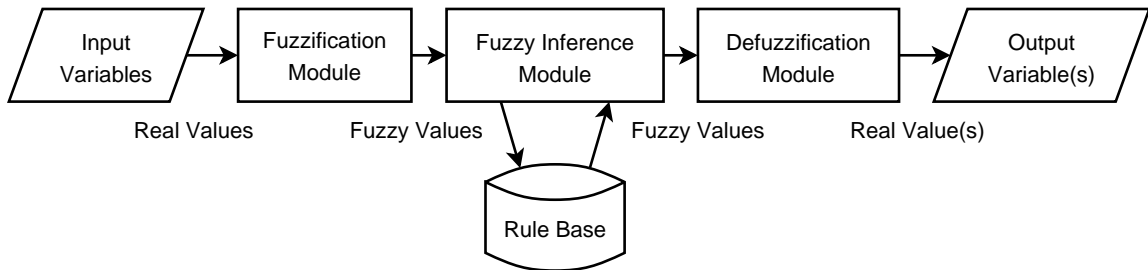 Input
Variables
Fuzzification
Module
Fuzzy Inference
Module
Defuzzification
Module
Output
Variable(s)
Real Values
Fuzzy Values
Fuzzy Values
Real Value(s)
Rule Base